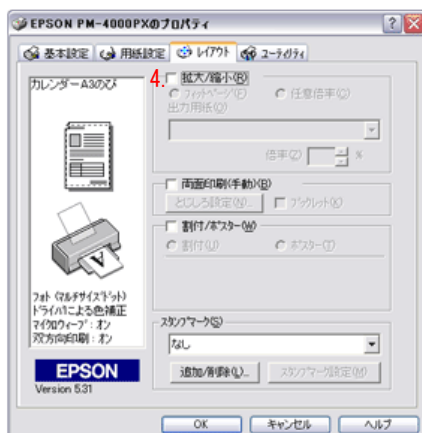 EPSON PM-4000PXのプロパティ
基本設定 用紙設定 レイアウト ユーティリティ
カレンダー A3のび
フォト (マルチサイズドット)
ドライバによる色補正
マイクロウィーブ : オン
双方向印刷 : オン
EPSON
Version 5.31
4. 拡大/縮小(R)
フィットページ(F) 任意倍率(C)
出力用紙(O)
倍率(Z) %
両面印刷(手動)(B)
とじしろ設定(N)... ブックレット(K)
割付/ポスター(W)
割付(U) ポスター(T)
スタンプマーク(S)
なし
追加/削除(L)... スタンプマーク設定(M)
OK キャンセル ヘルプ